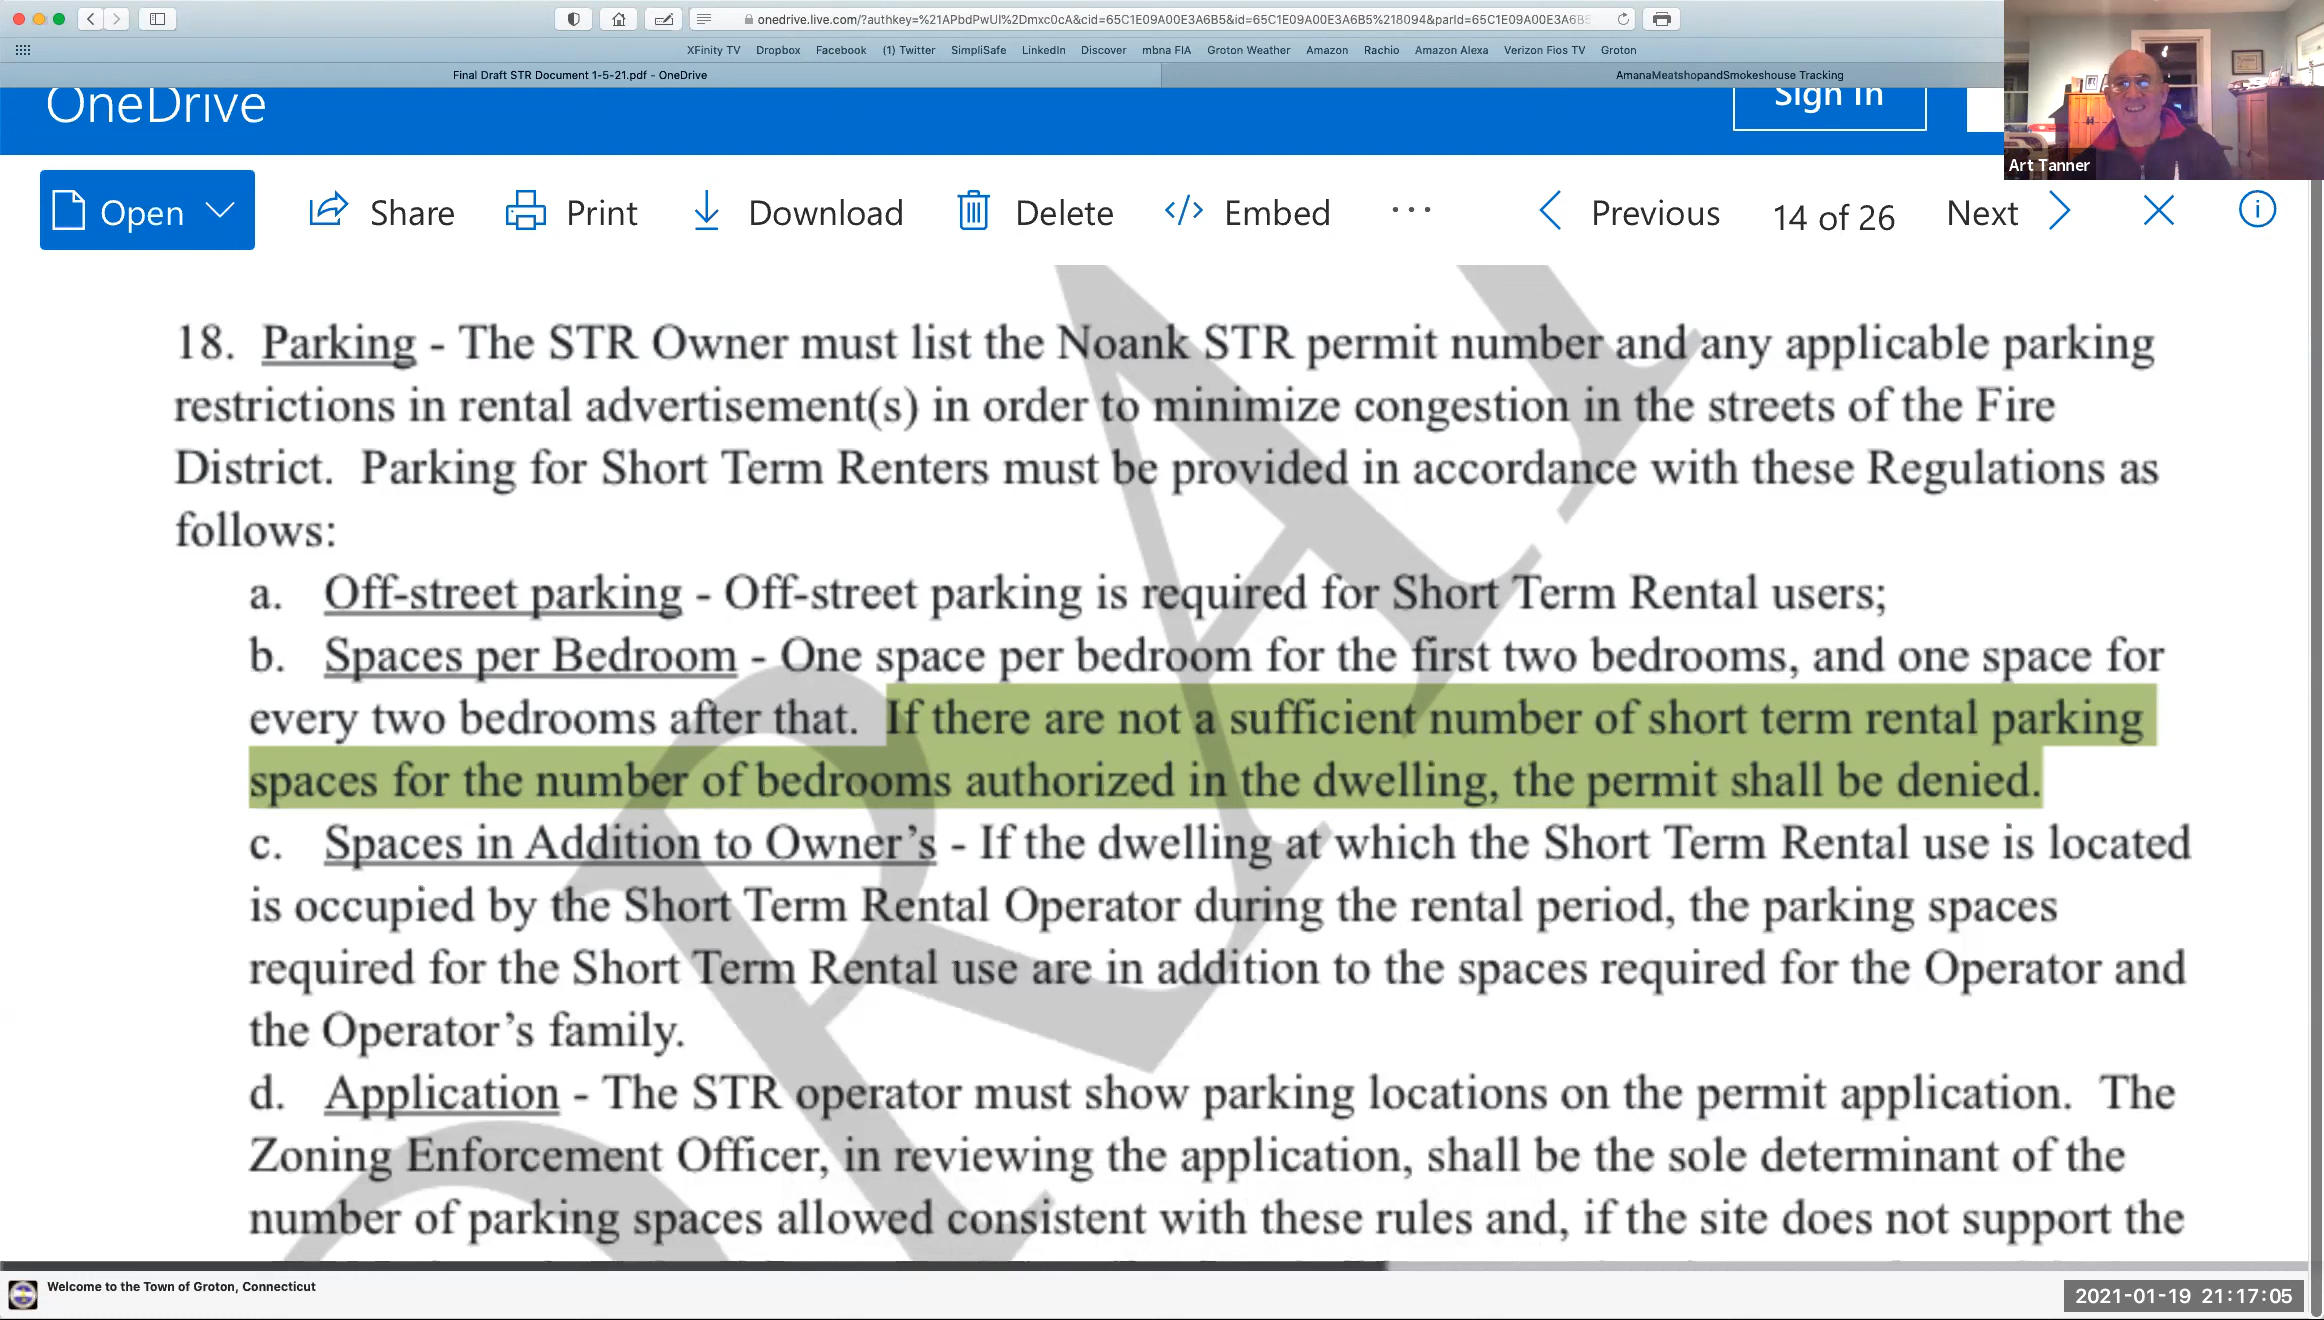 onedrive.live.com/?authkey=%21APbdPwUl%2Dmxc0cA&cid=65C1E09A00E3A6B5&id=65C1E09A00E3A6B5%218094&parId=65C1E09A00E3A6B5
XFinity TV Dropbox Facebook (1) Twitter SimpliSafe LinkedIn Discover mbna FIA Groton Weather Amazon Rachio Amazon Alexa Verizon Fios TV Groton
Final Draft STR Document 1-5-21.pdf - OneDrive AmanaMeatshopandSmokeshouse Tracking
OneDrive Sign in
Art Tanner
Open Share Print Download Delete Embed Previous 14 of 26 Next
18. Parking - The STR Owner must list the Noank STR permit number and any applicable parking
restrictions in rental advertisement(s) in order to minimize congestion in the streets of the Fire
District. Parking for Short Term Renters must be provided in accordance with these Regulations as
follows:
a. Off-street parking - Off-street parking is required for Short Term Rental users;
b. Spaces per Bedroom - One space per bedroom for the first two bedrooms, and one space for
every two bedrooms after that. If there are not a sufficient number of short term rental parking
spaces for the number of bedrooms authorized in the dwelling, the permit shall be denied.
c. Spaces in Addition to Owner's - If the dwelling at which the Short Term Rental use is located
is occupied by the Short Term Rental Operator during the rental period, the parking spaces
required for the Short Term Rental use are in addition to the spaces required for the Operator and
the Operator's family.
d. Application - The STR operator must show parking locations on the permit application. The
Zoning Enforcement Officer, in reviewing the application, shall be the sole determinant of the
number of parking spaces allowed consistent with these rules and, if the site does not support the
Welcome to the Town of Groton, Connecticut
2021-01-19 21:17:05